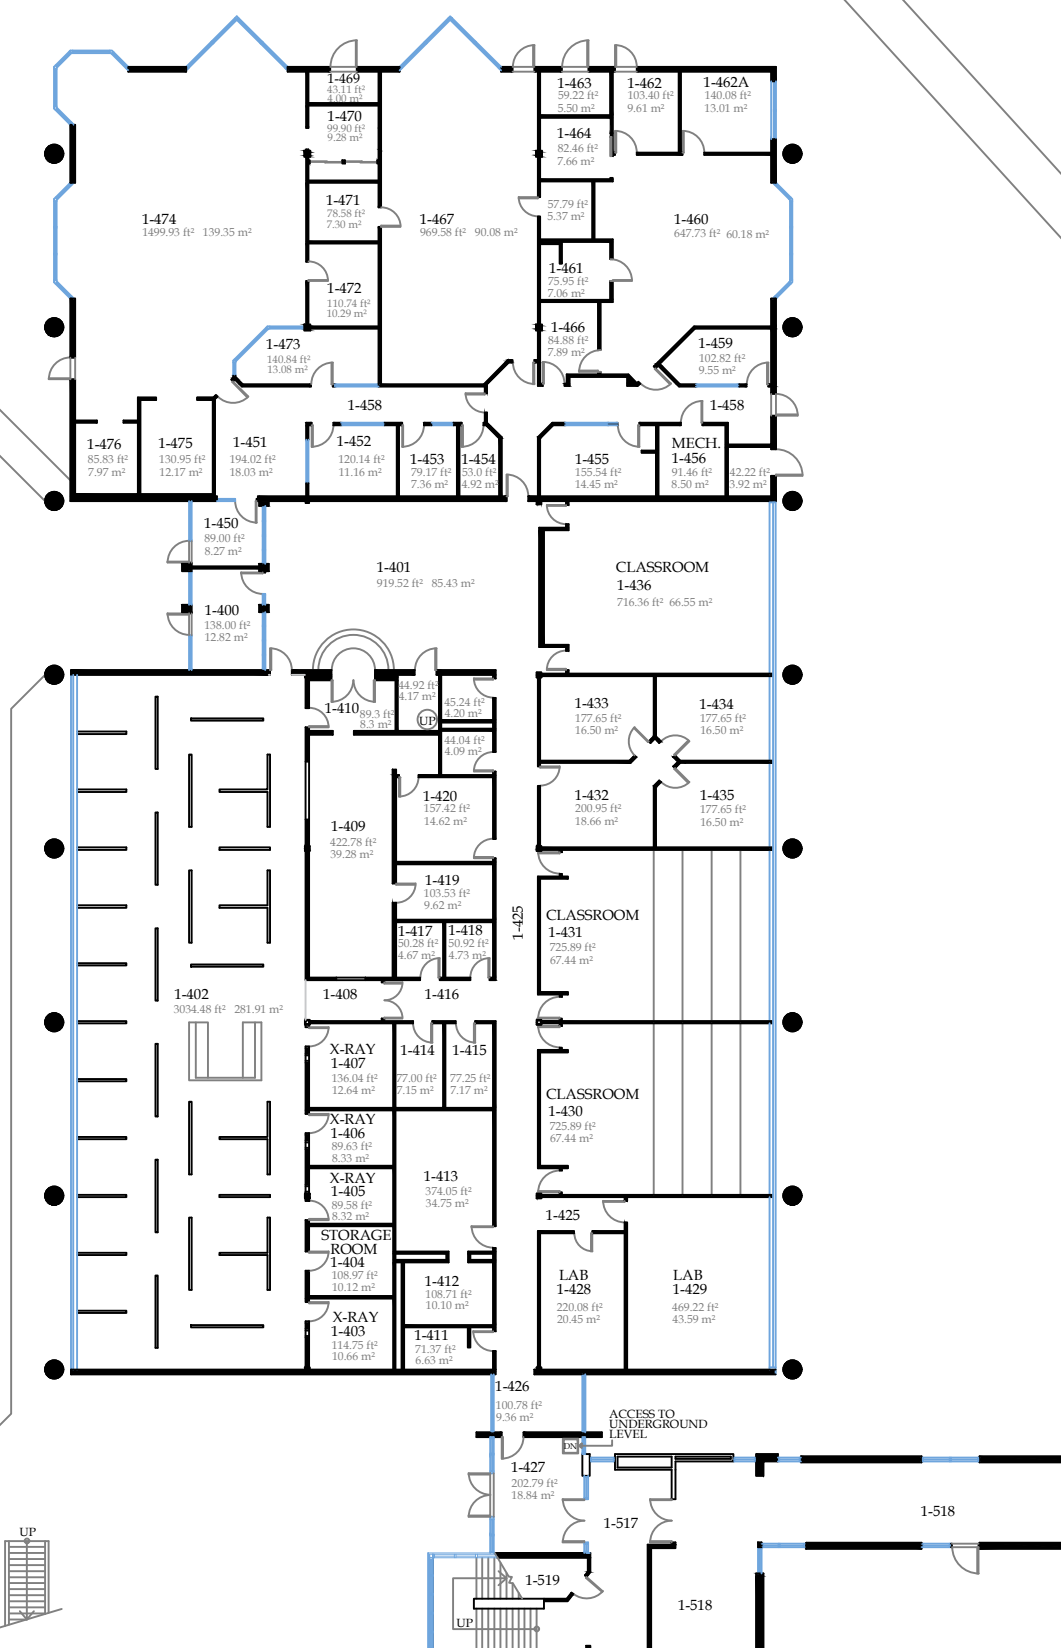 1-469
43.11 ft²
4.00 m²
1-470
99.90 ft²
9.28 m²
1-463
59.22 ft²
5.50 m²
1-462
103.40 ft²
9.61 m²
1-462A
140.08 ft²
13.01 m²
1-464
82.46 ft²
7.66 m²
1-474
1499.93 ft² 139.35 m²
1-471
78.58 ft²
7.30 m²
1-467
969.58 ft² 90.08 m²
57.79 ft²
5.37 m²
1-460
647.73 ft² 60.18 m²
1-461
75.95 ft²
7.06 m²
1-472
110.74 ft²
10.29 m²
1-466
84.88 ft²
7.89 m²
1-473
140.84 ft²
13.08 m²
1-459
102.82 ft²
9.55 m²
1-458
1-458
1-476
85.83 ft²
7.97 m²
1-475
130.95 ft²
12.17 m²
1-451
194.02 ft²
18.03 m²
1-452
120.14 ft²
11.16 m²
1-453
79.17 ft²
7.36 m²
1-454
53.0 ft²
4.92 m²
1-455
155.54 ft²
14.45 m²
MECH.
1-456
91.46 ft²
8.50 m²
42.22 ft²
3.92 m²
1-450
89.00 ft²
8.27 m²
1-401
919.52 ft² 85.43 m²
CLASSROOM
1-436
716.36 ft² 66.55 m²
1-400
138.00 ft²
12.82 m²
1-410
89.3 ft²
8.3 m²
44.92 ft²
4.17 m²
UP
45.24 ft²
4.20 m²
44.04 ft²
4.09 m²
1-433
177.65 ft²
16.50 m²
1-434
177.65 ft²
16.50 m²
1-432
200.95 ft²
18.66 m²
1-435
177.65 ft²
16.50 m²
1-420
157.42 ft²
14.62 m²
1-409
422.78 ft²
39.28 m²
1-419
103.53 ft²
9.62 m²
1-417
50.28 ft²
4.67 m²
1-418
50.92 ft²
4.73 m²
1-425
CLASSROOM
1-431
725.89 ft²
67.44 m²
1-402
3034.48 ft² 281.91 m²
1-408
1-416
X-RAY
1-407
136.04 ft²
12.64 m²
1-414
77.00 ft²
7.15 m²
1-415
77.25 ft²
7.17 m²
CLASSROOM
1-430
725.89 ft²
67.44 m²
X-RAY
1-406
89.63 ft²
8.33 m²
X-RAY
1-405
89.58 ft²
8.32 m²
1-413
374.05 ft²
34.75 m²
1-425
STORAGE
ROOM
1-404
108.97 ft²
10.12 m²
1-412
108.71 ft²
10.10 m²
LAB
1-428
220.08 ft²
20.45 m²
LAB
1-429
469.22 ft²
43.59 m²
X-RAY
1-403
114.75 ft²
10.66 m²
1-411
71.37 ft²
6.63 m²
1-426
100.78 ft²
9.36 m²
ACCESS TO
UNDERGROUND
LEVEL
DN
1-427
202.79 ft²
18.84 m²
1-517
1-518
UP
1-519
1-518
UP